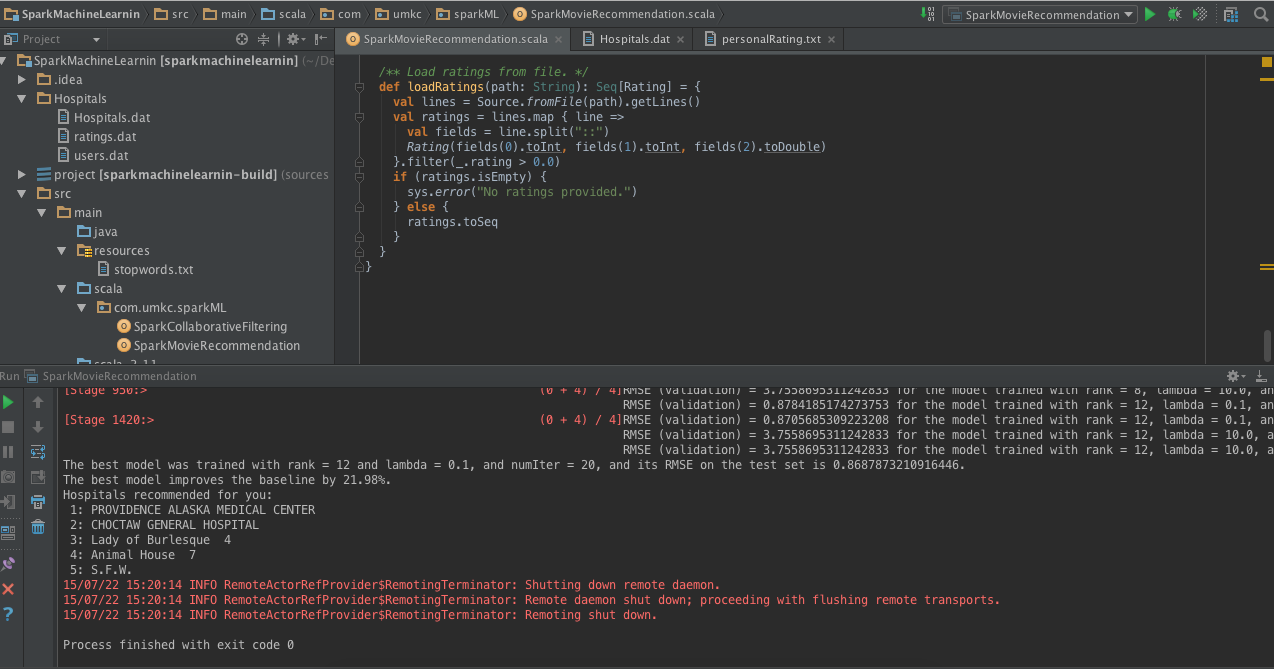 SparkMachineLearnin src main scala com umkc sparkML SparkMovieRecommendation.scala SparkMovieRecommendation
Project SparkMovieRecommendation.scala Hospitals.dat personalRating.txt
SparkMachineLearnin [sparkmachinelearnin] (~/De
.idea
Hospitals
Hospitals.dat
ratings.dat
users.dat
project [sparkmachinelearnin-build] (sources
src
main
java
resources
stopwords.txt
scala
com.umkc.sparkML
SparkCollaborativeFiltering
SparkMovieRecommendation
scala-2.11
/** Load ratings from file. */
def loadRatings(path: String): Seq[Rating] = {
val lines = Source.fromFile(path).getLines()
val ratings = lines.map { line =>
val fields = line.split("::")
Rating(fields(0).toInt, fields(1).toInt, fields(2).toDouble)
}.filter(_.rating > 0.0)
if (ratings.isEmpty) {
sys.error("No ratings provided.")
} else {
ratings.toSeq
}
}
}
Run SparkMovieRecommendation
[Stage 950:> (0 + 4) / 4]RMSE (validation) = 3.7558695311242833 for the model trained with rank = 8, lambda = 10.0, an
RMSE (validation) = 0.8784185174273753 for the model trained with rank = 12, lambda = 0.1, an
[Stage 1420:> (0 + 4) / 4]RMSE (validation) = 0.8705685309223208 for the model trained with rank = 12, lambda = 0.1, an
RMSE (validation) = 3.7558695311242833 for the model trained with rank = 12, lambda = 10.0, a
RMSE (validation) = 3.7558695311242833 for the model trained with rank = 12, lambda = 10.0, a
The best model was trained with rank = 12 and lambda = 0.1, and numIter = 20, and its RMSE on the test set is 0.8687873210916446.
The best model improves the baseline by 21.98%.
Hospitals recommended for you:
1: PROVIDENCE ALASKA MEDICAL CENTER
2: CHOCTAW GENERAL HOSPITAL
3: Lady of Burlesque 4
4: Animal House 7
5: S.F.W.
15/07/22 15:20:14 INFO RemoteActorRefProvider$RemotingTerminator: Shutting down remote daemon.
15/07/22 15:20:14 INFO RemoteActorRefProvider$RemotingTerminator: Remote daemon shut down; proceeding with flushing remote transports.
15/07/22 15:20:14 INFO RemoteActorRefProvider$RemotingTerminator: Remoting shut down.
Process finished with exit code 0